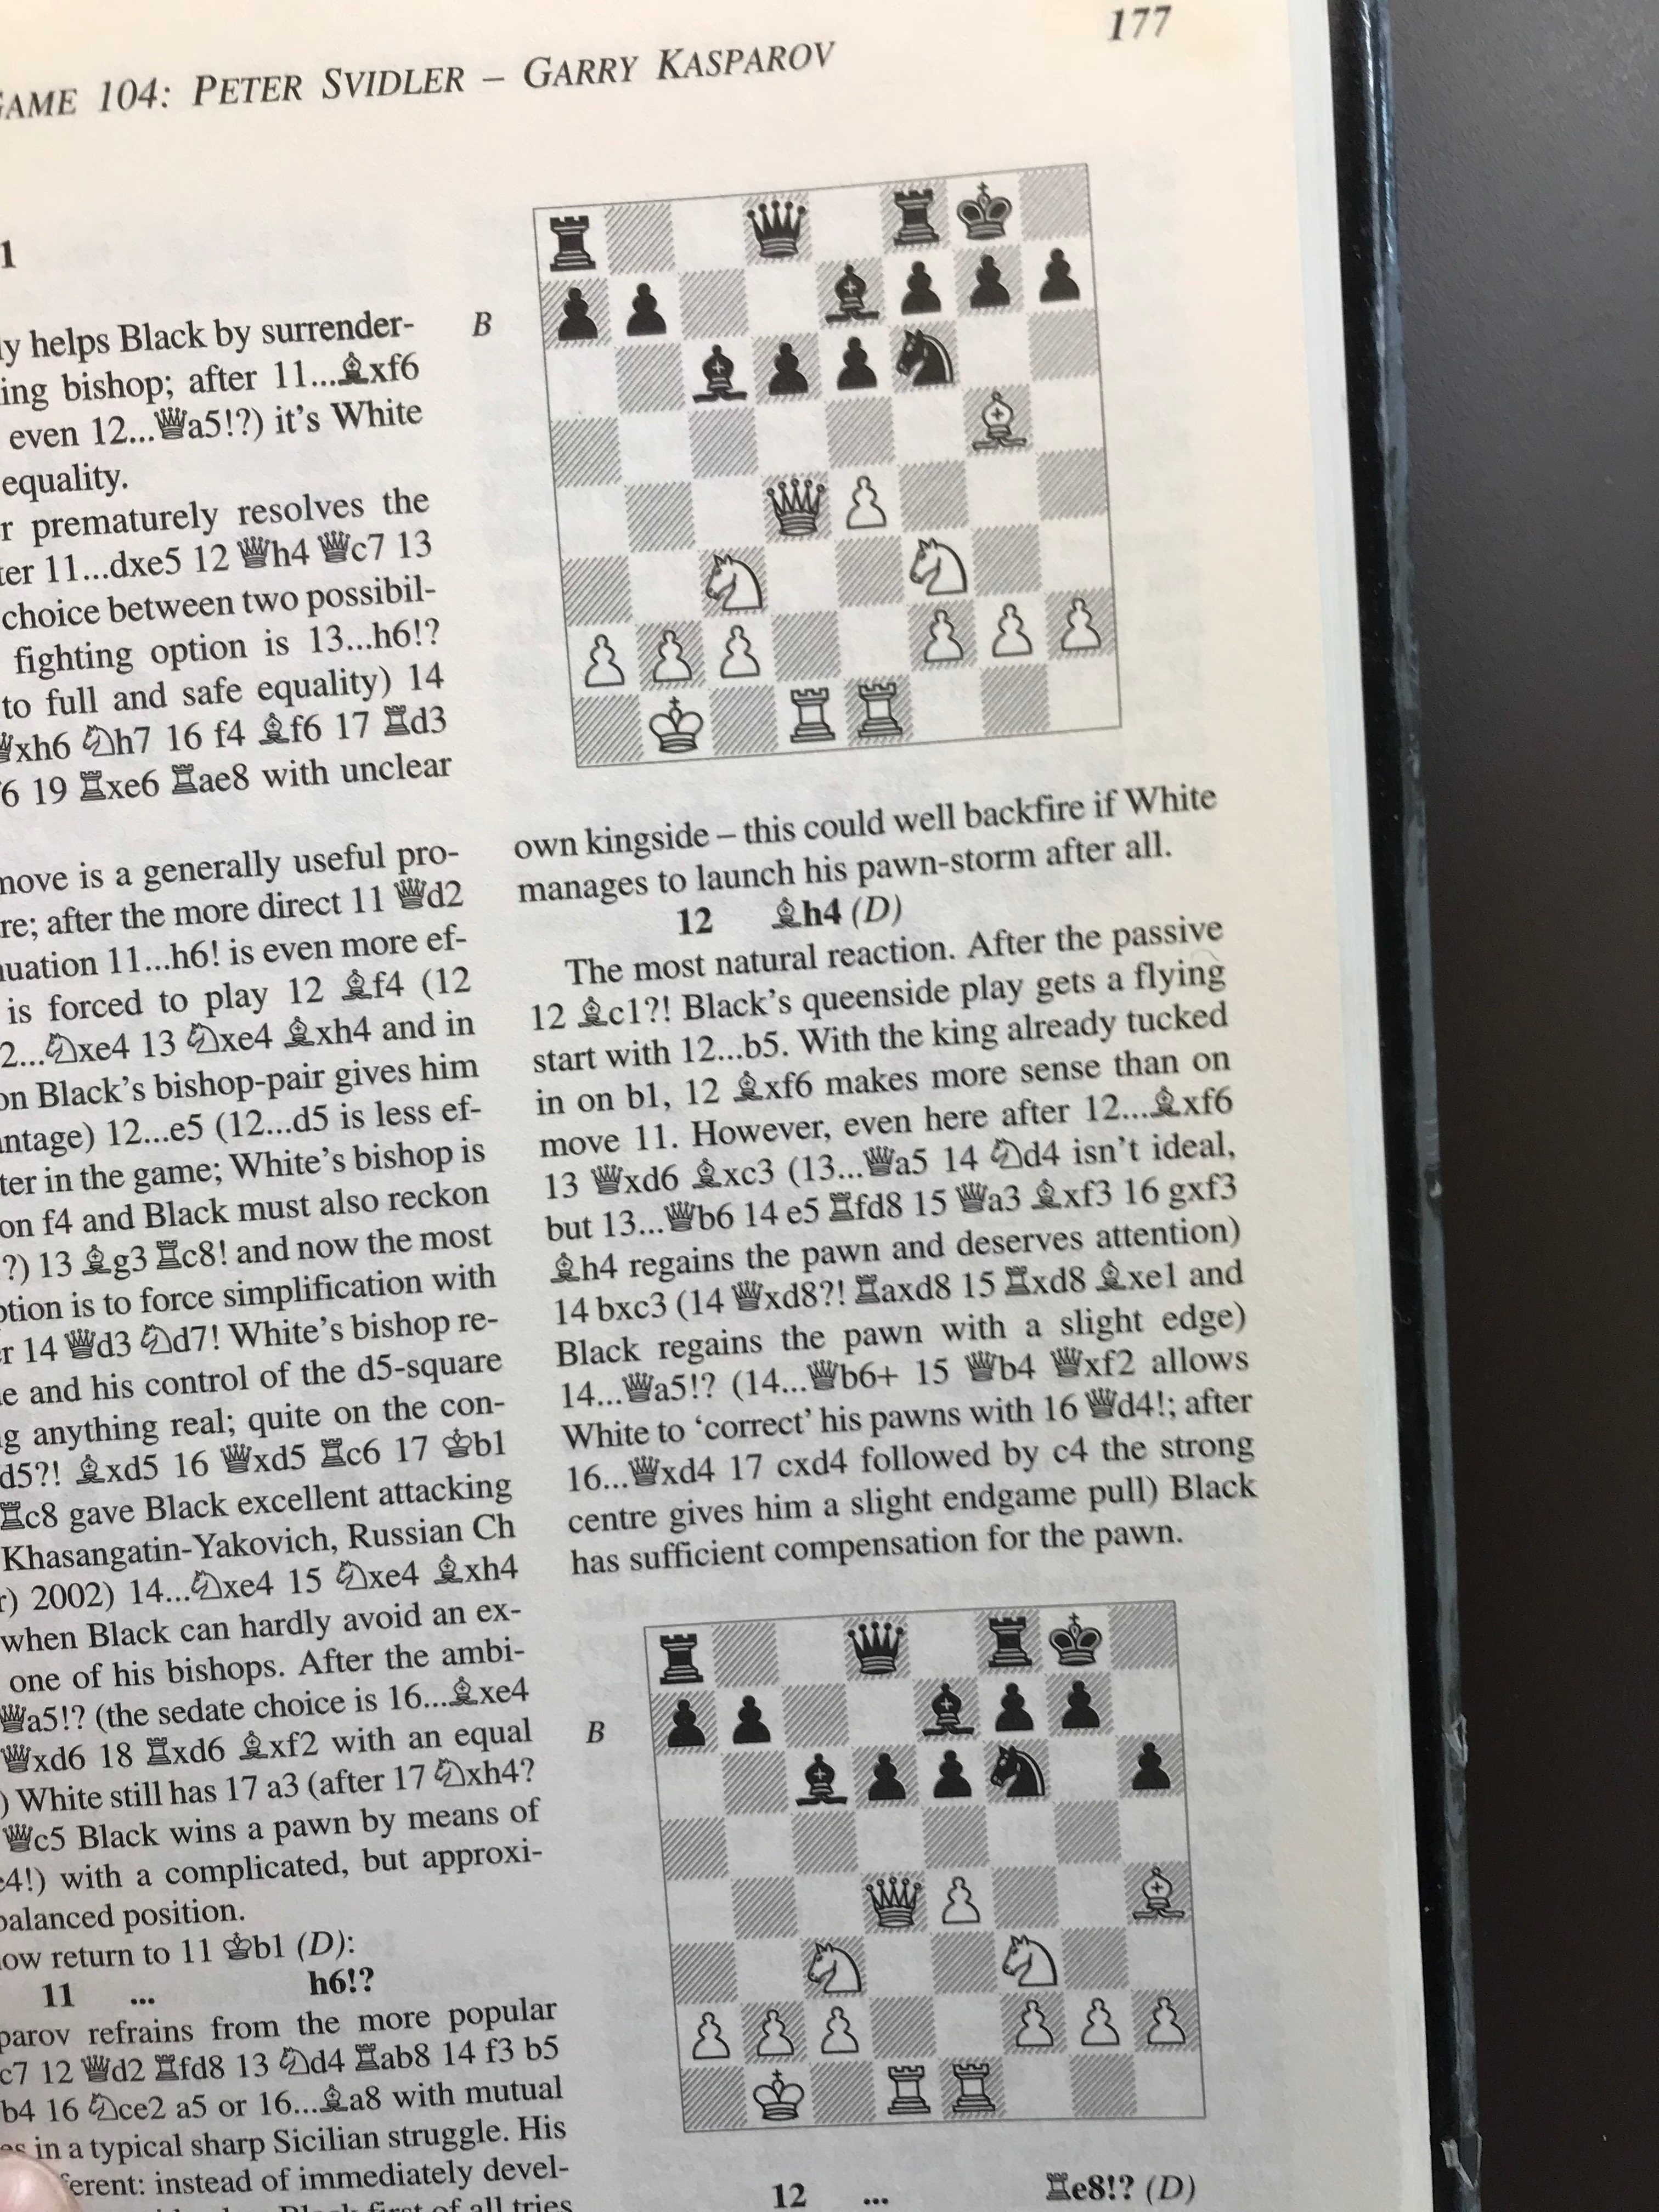 177
GAME 104: PETER SVIDLER – GARRY KASPAROV
1
helps Black by surrender-
bishop; after 11...♗xf6
even 12...♕a5!?) it's White
equality.
prematurely resolves the
11...dxe5 12 ♕h4 ♕c7 13
choice between two possibil-
fighting option is 13...h6!?
to full and safe equality) 14
♕xh6 ♘h7 16 f4 ♗f6 17 ♖d3
19 ♖xe6 ♖ae8 with unclear
move is a generally useful pro-
after the more direct 11 ♕d2
11...h6! is even more ef-
is forced to play 12 ♗f4 (12
♘xe4 13 ♘xe4 ♗xh4 and in
Black's bishop-pair gives him
12...e5 (12...d5 is less ef-
in the game; White's bishop is
on f4 and Black must also reckon
?) 13 ♗g3 ♖c8! and now the most
is to force simplification with
14 ♕d3 ♘d7! White's bishop re-
and his control of the d5-square
anything real; quite on the con-
d5?! ♗xd5 16 ♕xd5 ♖c6 17 ♔b1
♖c8 gave Black excellent attacking
Khasangatin-Yakovich, Russian Ch
2002) 14...♘xe4 15 ♘xe4 ♗xh4
when Black can hardly avoid an ex-
one of his bishops. After the ambi-
♕a5!? (the sedate choice is 16...♗xe4
♕xd6 18 ♖xd6 ♗xf2 with an equal
) White still has 17 a3 (after 17 ♘xh4?
♕c5 Black wins a pawn by means of
e4!) with a complicated, but approxi-
balanced position.
now return to 11 ♔b1 (D):
11 ... h6!?
refrains from the more popular
c7 12 ♕d2 ♖fd8 13 ♘d4 ♖ab8 14 f3 b5
b4 16 ♘ce2 a5 or 16...♗a8 with mutual
in a typical sharp Sicilian struggle. His
instead of immediately devel-
Black first of all tries
B
own kingside – this could well backfire if White
manages to launch his pawn-storm after all.
12 ♗h4 (D)
The most natural reaction. After the passive
12 ♗c1?! Black's queenside play gets a flying
start with 12...b5. With the king already tucked
in on b1, 12 ♗xf6 makes more sense than on
move 11. However, even here after 12...♗xf6
13 ♕xd6 ♗xc3 (13...♕a5 14 ♘d4 isn't ideal,
but 13...♕b6 14 e5 ♖fd8 15 ♕a3 ♗xf3 16 gxf3
♗h4 regains the pawn and deserves attention)
14 bxc3 (14 ♕xd8?! ♖axd8 15 ♖xd8 ♗xe1 and
Black regains the pawn with a slight edge)
14...♕a5!? (14...♕b6+ 15 ♕b4 ♕xf2 allows
White to 'correct' his pawns with 16 ♕d4!; after
16...♕xd4 17 cxd4 followed by c4 the strong
centre gives him a slight endgame pull) Black
has sufficient compensation for the pawn.
B
12 ... ♖e8!? (D)